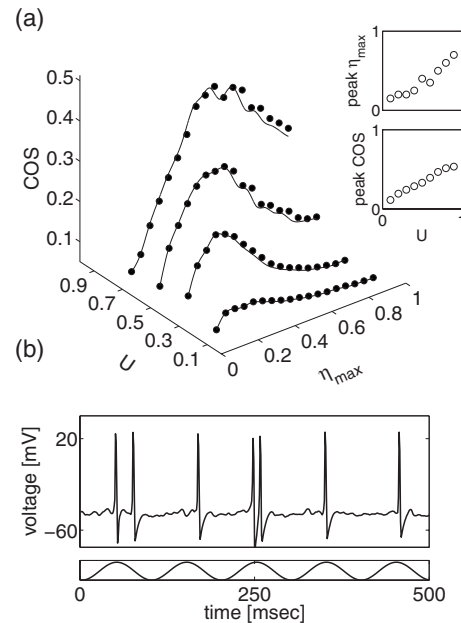 (a)
COS
0.5
0.4
0.3
0.2
0.1
0.9
0.7
0.5
0.3
0.1
U
0
0.2
0.4
0.6
0.8
1
ηmax
1
peak ηmax
0
1
peak COS
0
0
1
U
(b)
voltage [mV]
20
−60
0
250
500
time [msec]